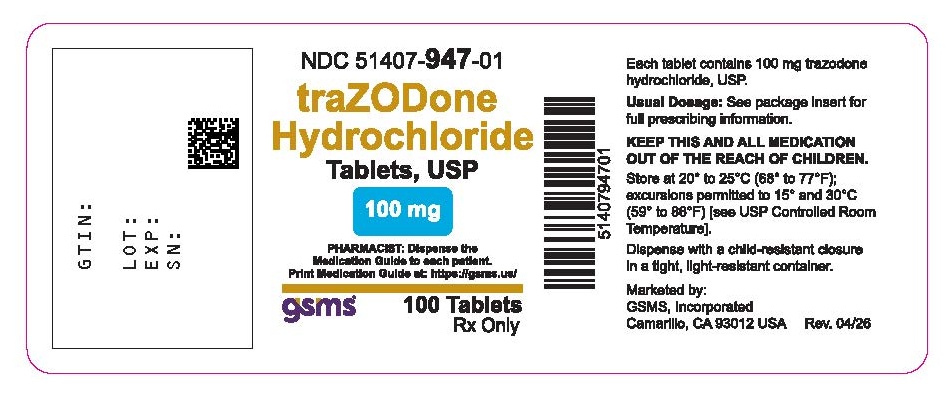 GTIN:
LOT:
EXP:
SN:
NDC 51407-947-01
traZODone
Hydrochloride
Tablets, USP
100 mg
PHARMACIST: Dispense the
Medication Guide to each patient.
Print Medication Guide at: https://gsms.us/
gsms
100 Tablets
Rx Only
5140794701
Each tablet contains 100 mg trazodone
hydrochloride, USP.
Usual Dosage: See package insert for
full prescribing information.
KEEP THIS AND ALL MEDICATION
OUT OF THE REACH OF CHILDREN.
Store at 20° to 25°C (68° to 77°F);
excursions permitted to 15° and 30°C
(59° to 86°F) [see USP Controlled Room
Temperature].
Dispense with a child-resistant closure
in a tight, light-resistant container.
Marketed by:
GSMS, Incorporated
Camarillo, CA 93012 USA Rev. 04/26